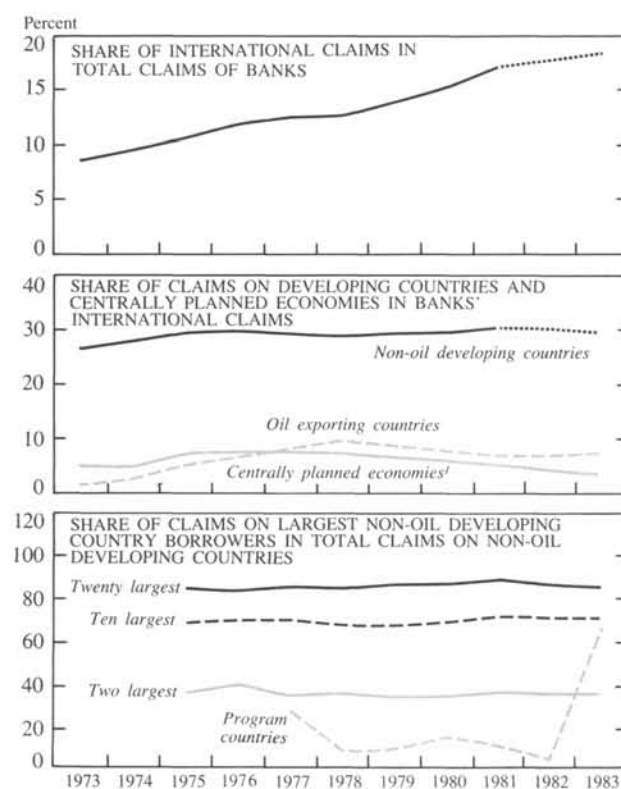 Percent
20
SHARE OF INTERNATIONAL CLAIMS IN
TOTAL CLAIMS OF BANKS
15
10
5
0
40
SHARE OF CLAIMS ON DEVELOPING COUNTRIES AND
CENTRALLY PLANNED ECONOMIES IN BANKS'
INTERNATIONAL CLAIMS
30
Non-oil developing countries
20
Oil exporting countries
10
Centrally planned economies¹
0
120
SHARE OF CLAIMS ON LARGEST NON-OIL DEVELOPING
COUNTRY BORROWERS IN TOTAL CLAIMS ON NON-OIL
DEVELOPING COUNTRIES
100
Twenty largest
80
Ten largest
60
40
Two largest
20
Program
countries
0
1973 1974 1975 1976 1977 1978 1979 1980 1981 1982 1983